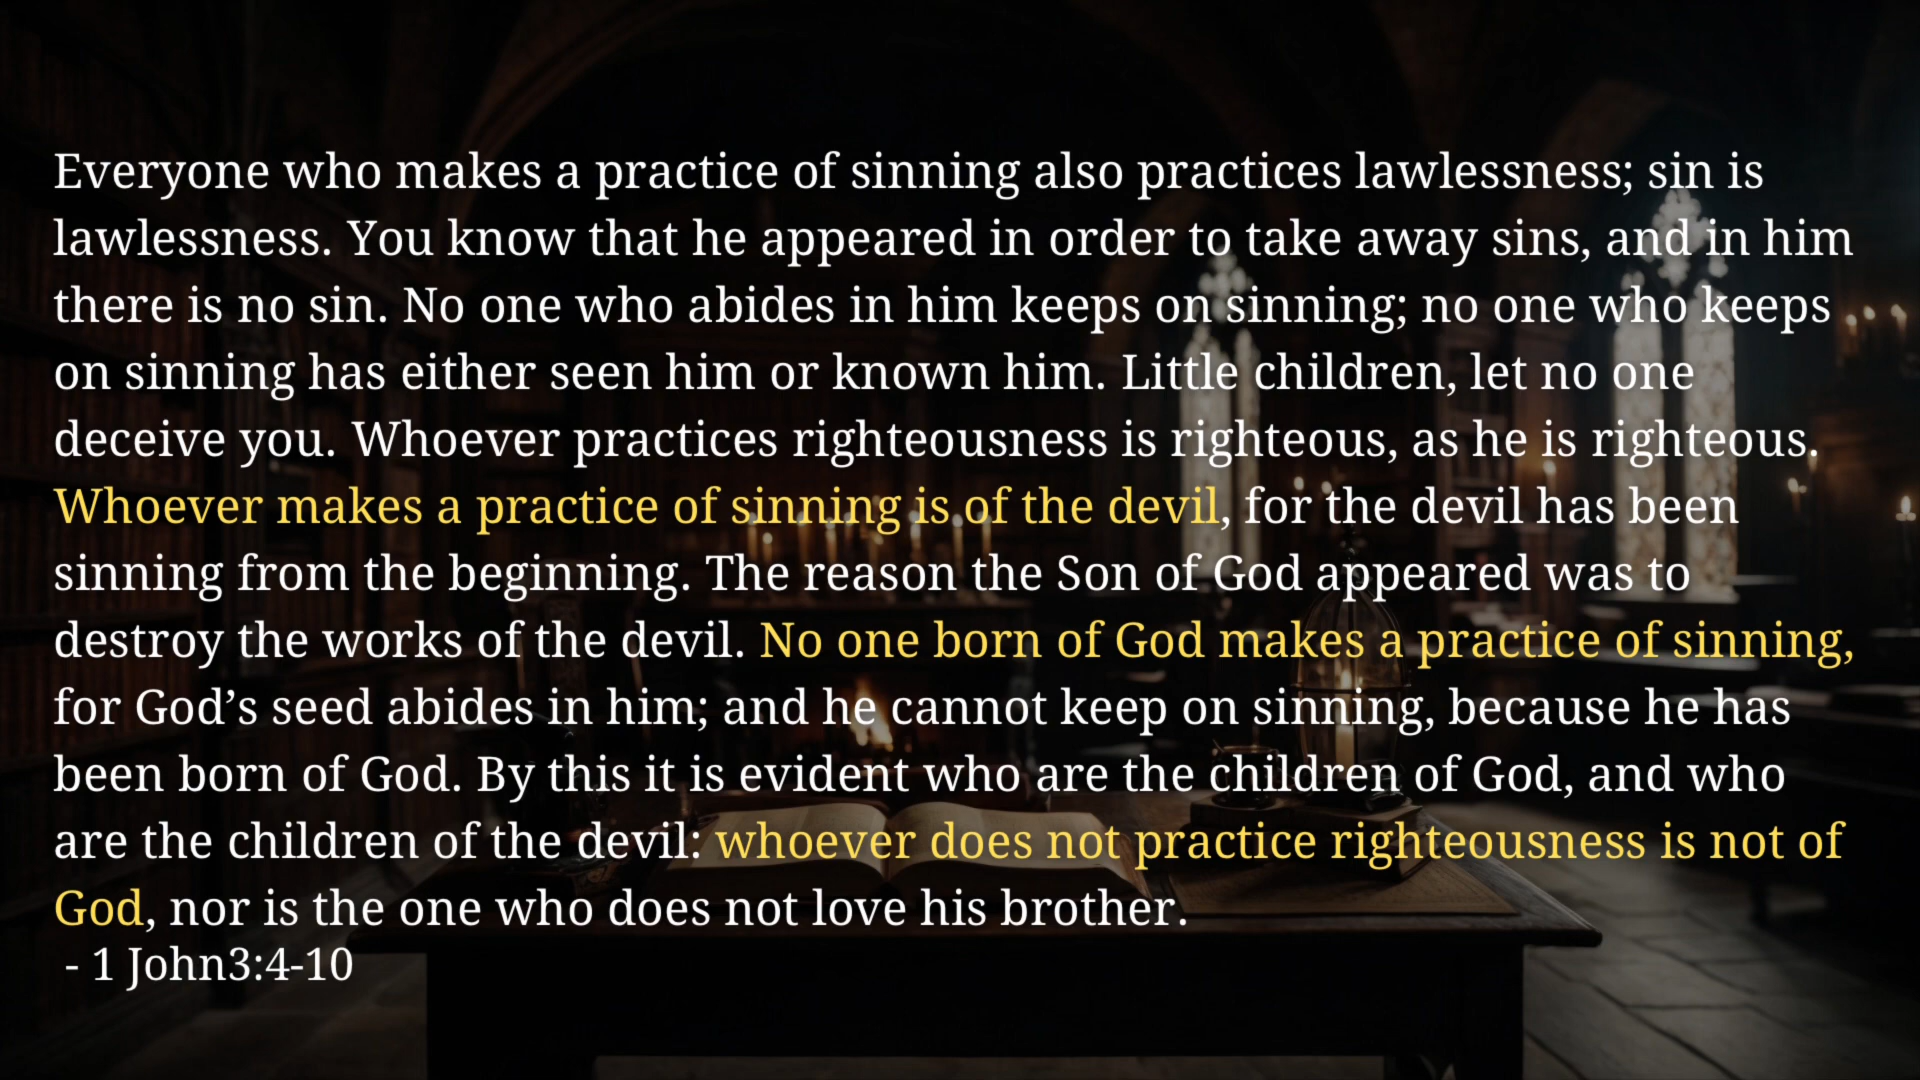 Everyone who makes a practice of sinning also practices lawlessness; sin is
lawlessness. You know that he appeared in order to take away sins, and in him
there is no sin. No one who abides in him keeps on sinning; no one who keeps
on sinning has either seen him or known him. Little children, let no one
deceive you. Whoever practices righteousness is righteous, as he is righteous.
Whoever makes a practice of sinning is of the devil, for the devil has been
sinning from the beginning. The reason the Son of God appeared was to
destroy the works of the devil. No one born of God makes a practice of sinning,
for God’s seed abides in him; and he cannot keep on sinning, because he has
been born of God. By this it is evident who are the children of God, and who
are the children of the devil: whoever does not practice righteousness is not of
God, nor is the one who does not love his brother.
- 1 John3:4-10